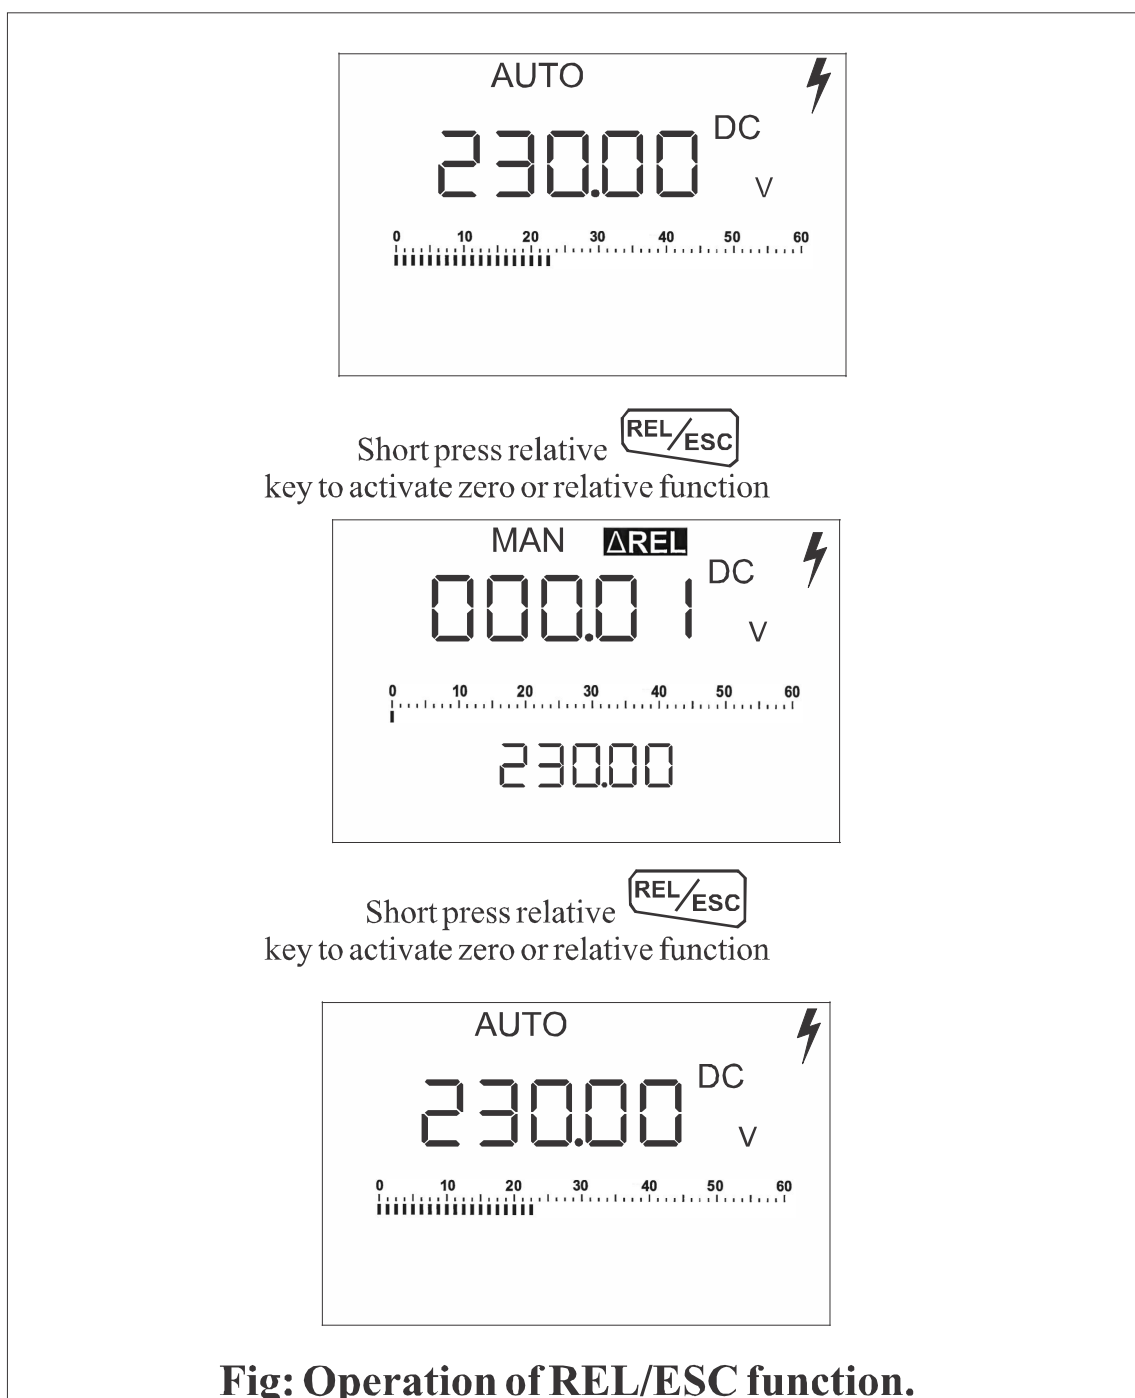 AUTO
230.00 DC V
0 10 20 30 40 50 60
Short press relative REL/ESC
key to activate zero or relative function
MAN ΔREL
000.01 DC V
0 10 20 30 40 50 60
230.00
Short press relative REL/ESC
key to activate zero or relative function
AUTO
230.00 DC V
0 10 20 30 40 50 60
Fig: Operation of REL/ESC function.